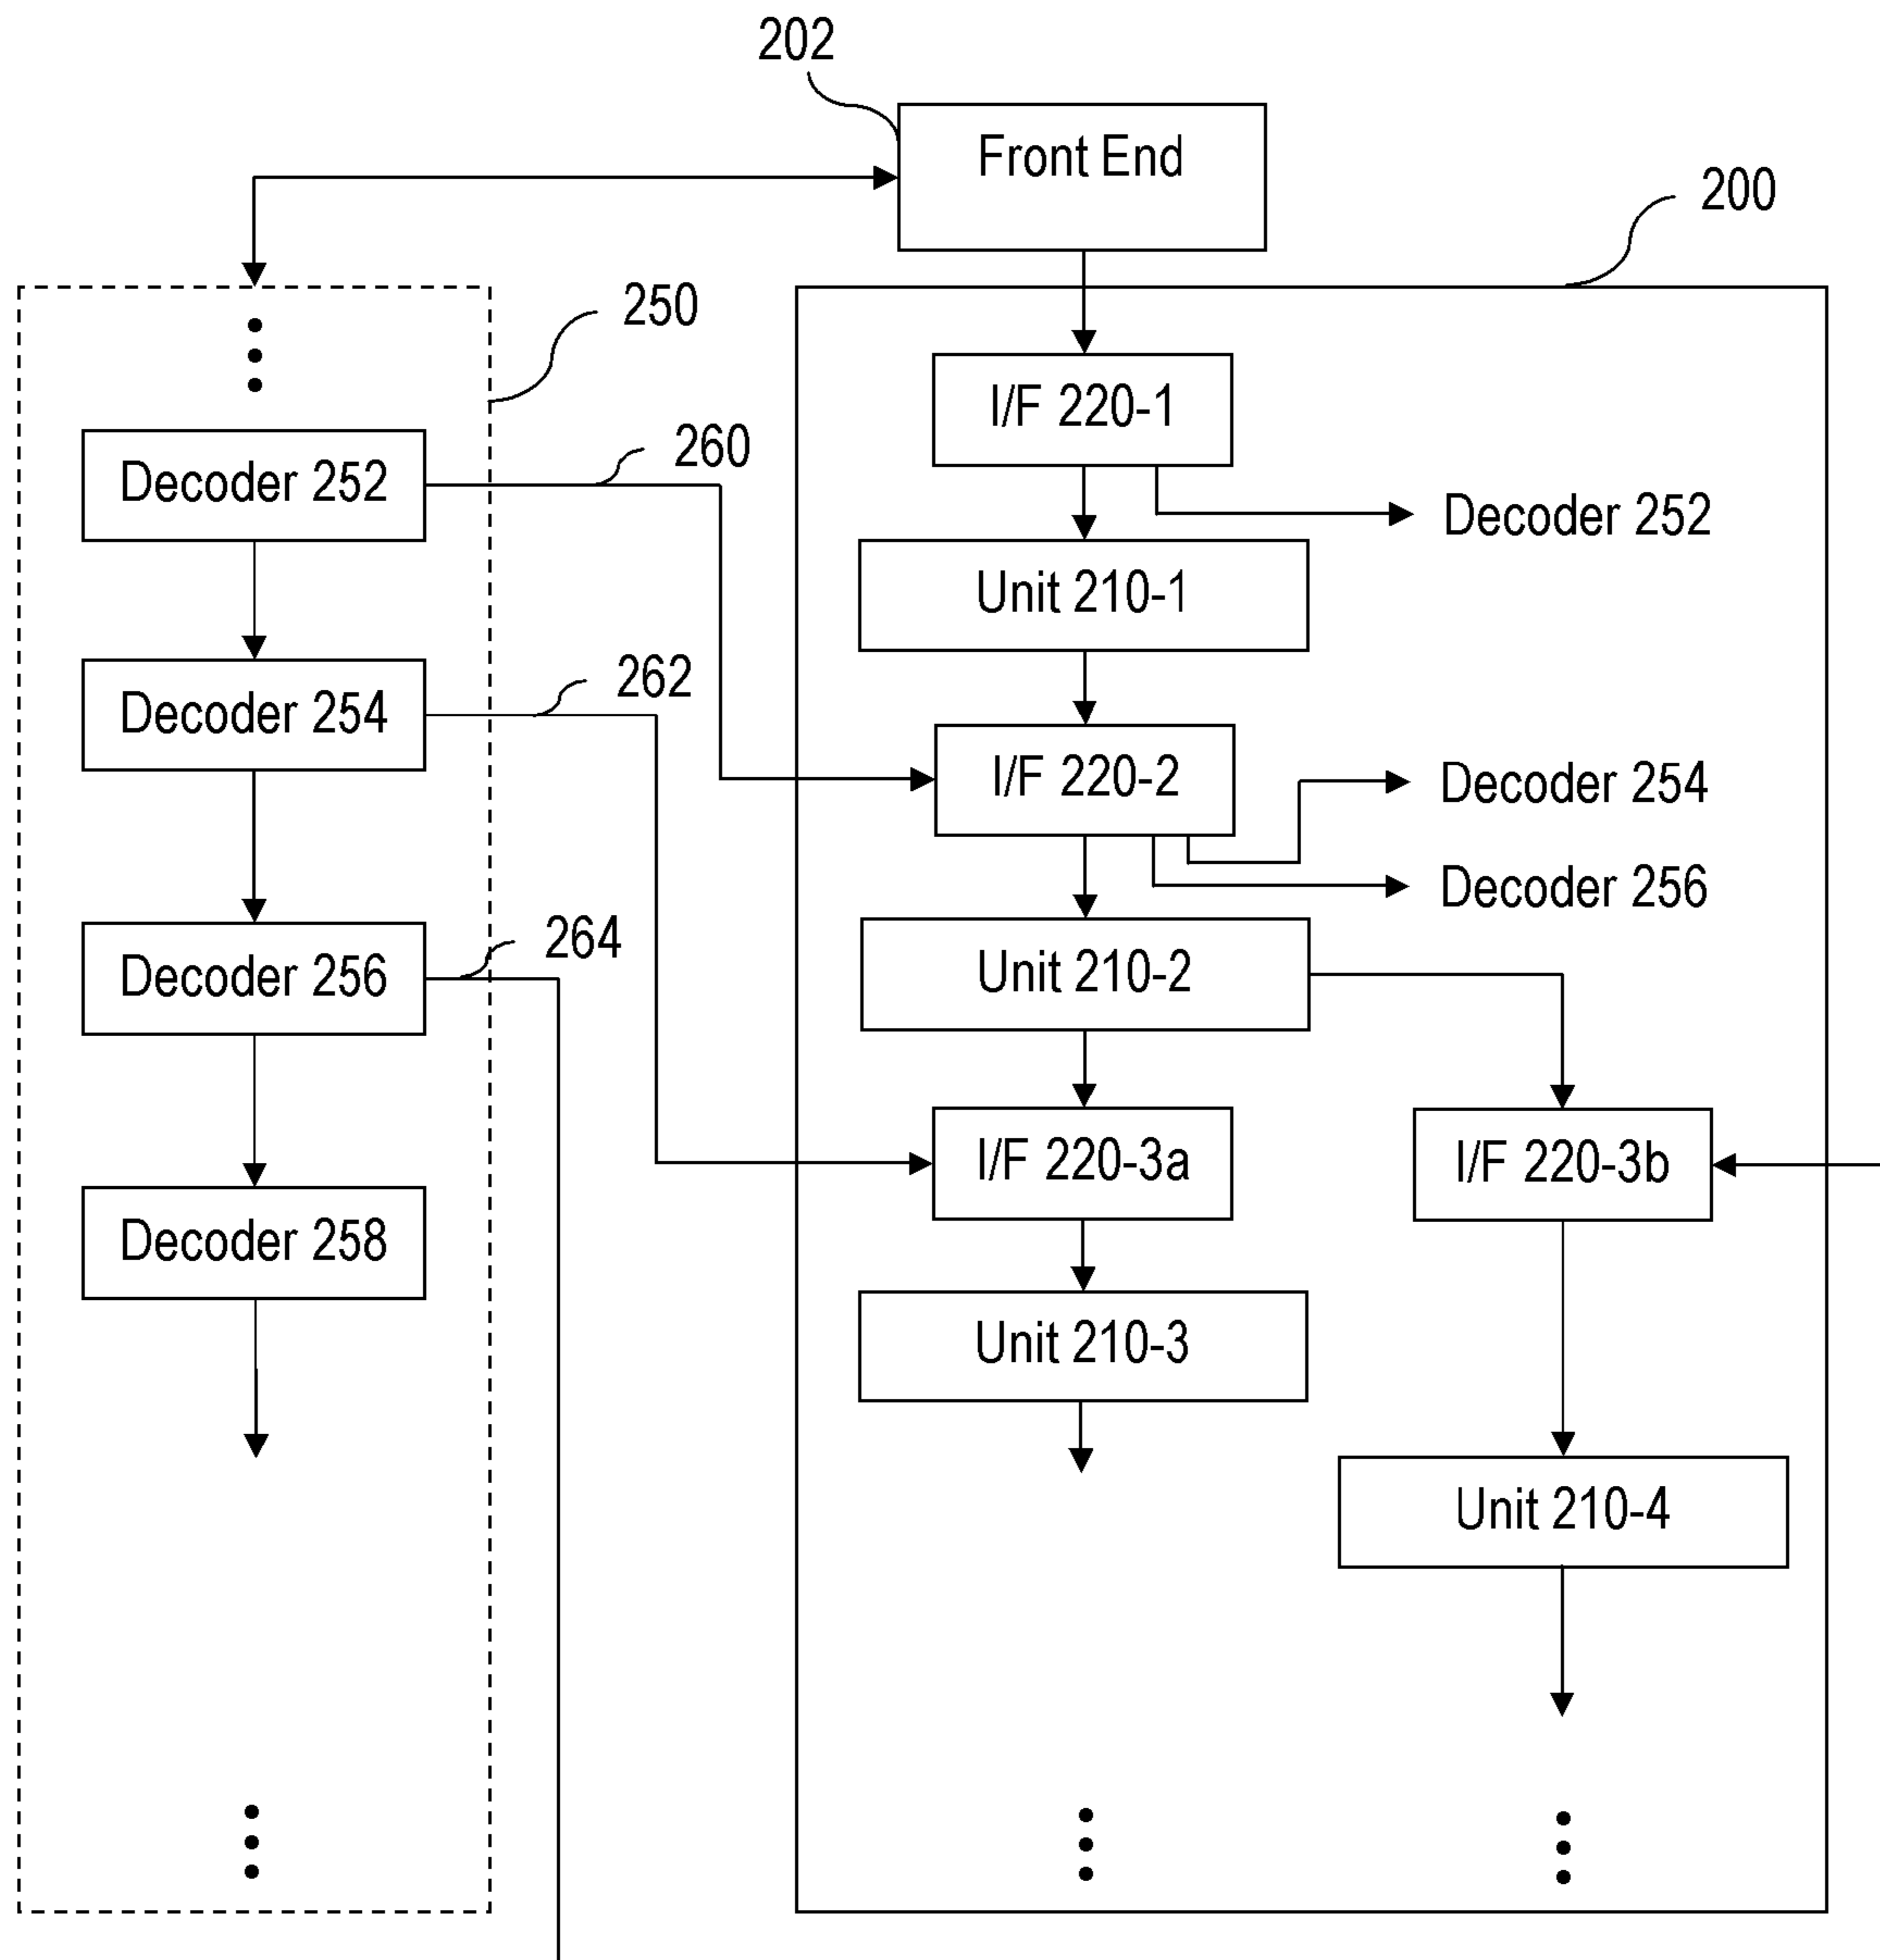 202
Front End
200
250
I/F 220-1
260
Decoder 252
Decoder 252
Unit 210-1
262
Decoder 254
I/F 220-2
Decoder 254
Decoder 256
264
Decoder 256
Unit 210-2
I/F 220-3a
I/F 220-3b
Decoder 258
Unit 210-3
Unit 210-4